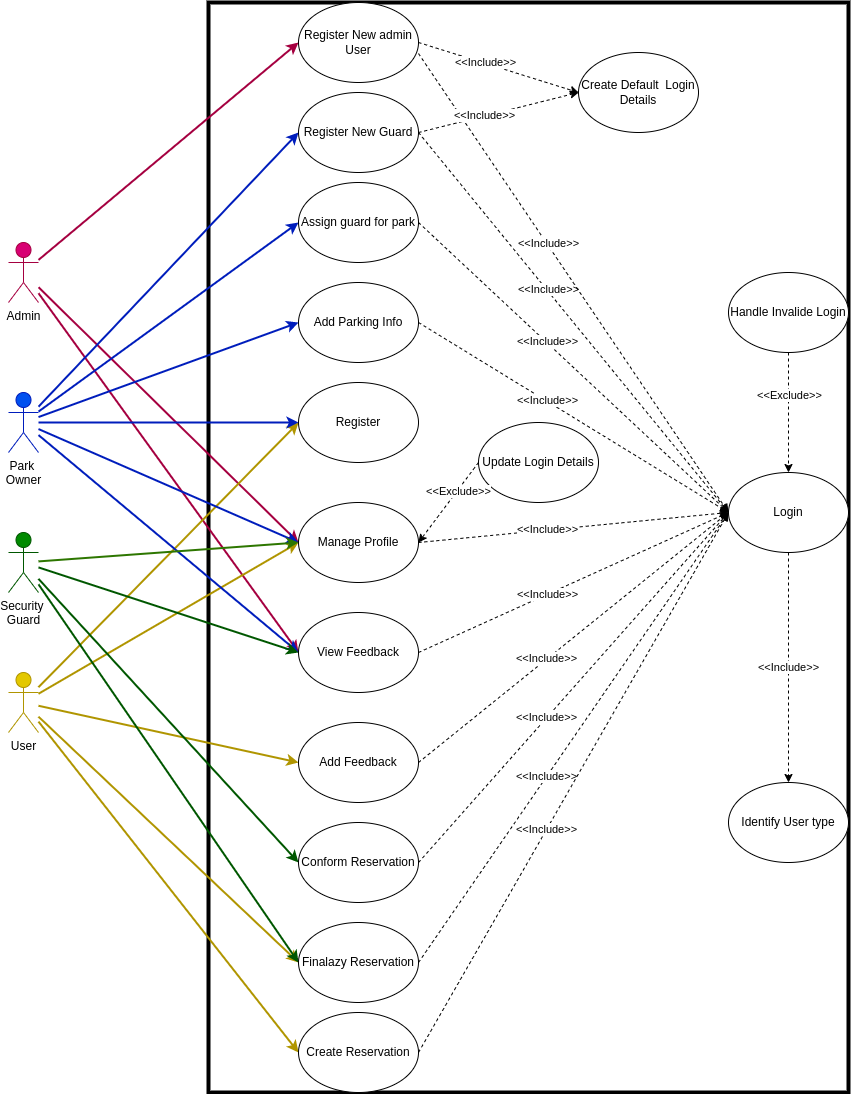 Register New admin
User
<<Include>>
Create Default  Login
Details
<<Include>>
Register New Guard
Assign guard for park
<<Include>>
Admin
<<Include>>
Handle Invalide Login
Add Parking Info
<<Include>>
<<Include>>
<<Exclude>>
Register
Park
Owner
Update Login Details
<<Exclude>>
Login
Manage Profile
<<Include>>
Security
Guard
<<Include>>
View Feedback
<<Include>>
<<Include>>
User
<<Include>>
Add Feedback
<<Include>>
Identify User type
<<Include>>
Conform Reservation
Finalazy Reservation
Create Reservation